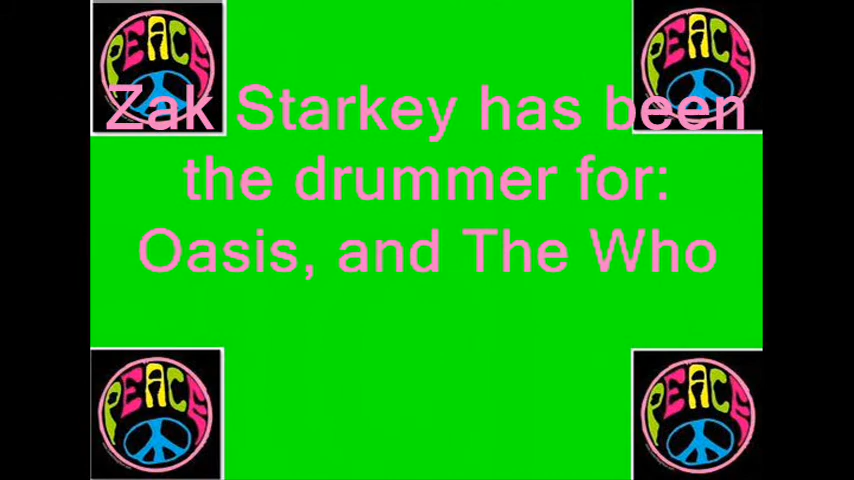 PEACE
PEACE
Zak Starkey has been
the drummer for:
Oasis, and The Who
PEACE
PEACE